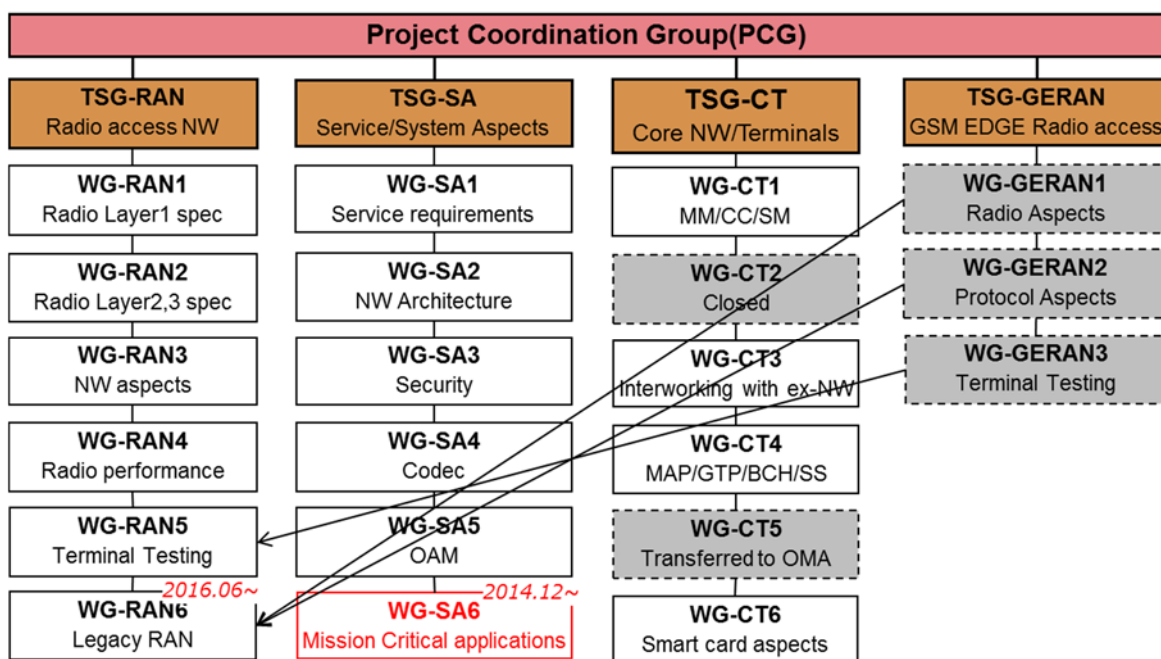 Project Coordination Group(PCG)
TSG-RAN
Radio access NW
TSG-SA
Service/System Aspects
TSG-CT
Core NW/Terminals
TSG-GERAN
GSM EDGE Radio access
WG-RAN1
Radio Layer1 spec
WG-SA1
Service requirements
WG-CT1
MM/CC/SM
WG-GERAN1
Radio Aspects
WG-RAN2
Radio Layer2,3 spec
WG-SA2
NW Architecture
WG-CT2
Closed
WG-GERAN2
Protocol Aspects
WG-RAN3
NW aspects
WG-SA3
Security
WG-CT3
Interworking with ex-NW
WG-GERAN3
Terminal Testing
WG-RAN4
Radio performance
WG-SA4
Codec
WG-CT4
MAP/GTP/BCH/SS
WG-RAN5
Terminal Testing
WG-SA5
OAM
WG-CT5
Transferred to OMA
2016.06~
WG-RAN6
Legacy RAN
2014.12~
WG-SA6
Mission Critical applications
WG-CT6
Smart card aspects